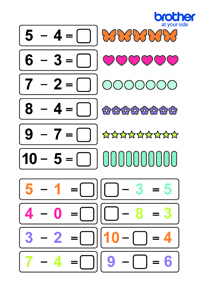 brother
at your side
5 - 4 =
6 - 3 =
7 - 2 =
8 - 4 =
9 - 7 =
10 - 5 =
5 - 1 =
- 3 = 5
4 - 0 =
- 8 = 3
3 - 2 =
10 - = 4
7 - 4 =
9 - = 6